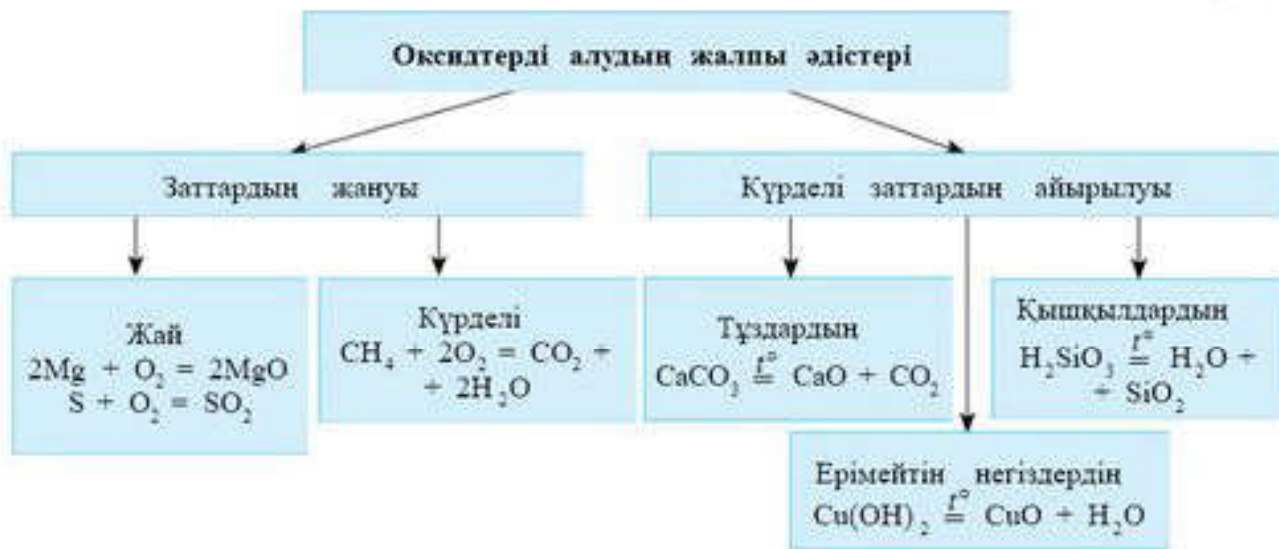 Оксидтерді алудың жалпы әдістері
Заттардың жануы
Күрделі заттардың айырылуы
Жай
2Mg + O₂ = 2MgO
S + O₂ = SO₂
Күрделі
CH₄ + 2O₂ = CO₂ +
+ 2H₂O
Тұздардың
CaCO₃ t° = CaO + CO₂
Қышқылдардың
H₂SiO₃ t° = H₂O +
+ SiO₂
Ерімейтін негіздердің
Cu(OH)₂ t° = CuO + H₂O